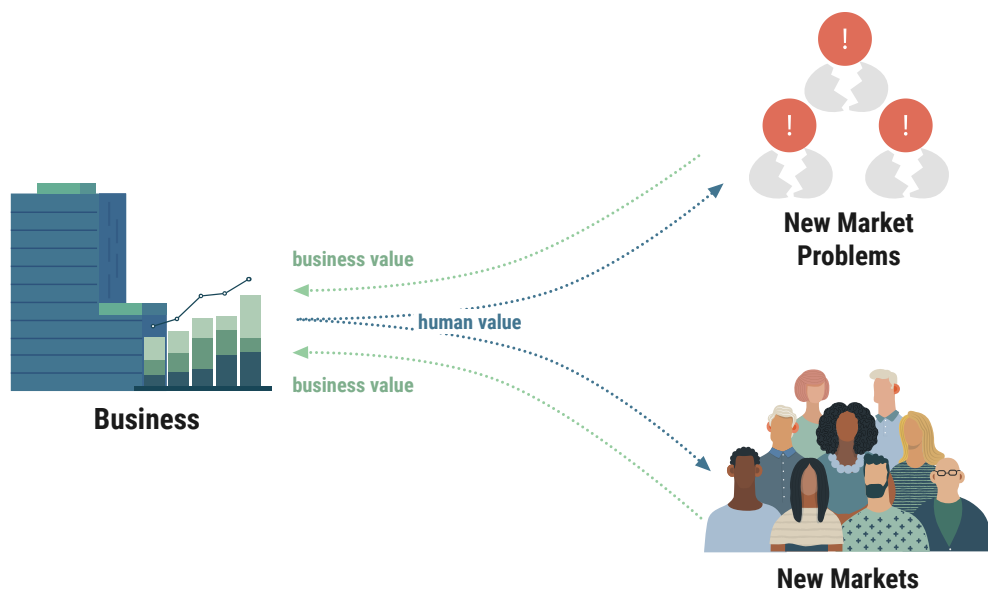 !
!
!
New Market
Problems
business value
human value
business value
Business
New Markets